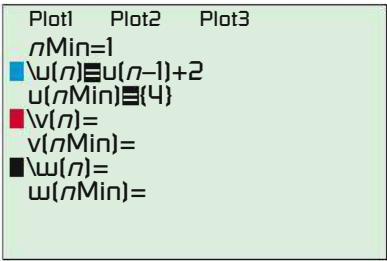 Plot1 Plot2 Plot3
nMin=1
\u(n)=u(n–1)+2
u(nMin)={4}
\v(n)=
v(nMin)=
\w(n)=
w(nMin)=